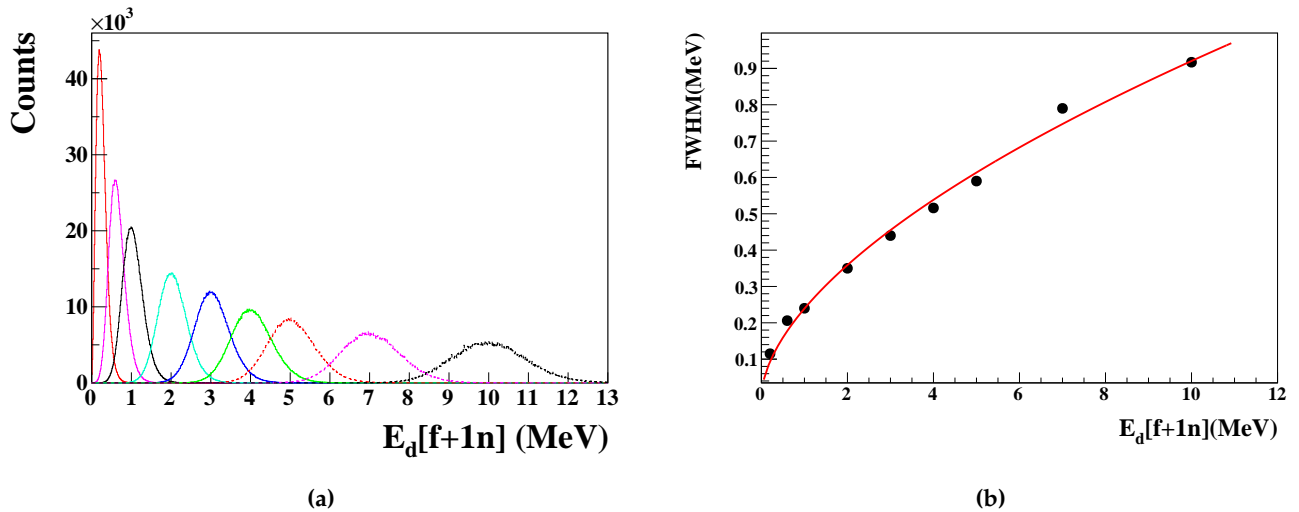 ×10³
Counts
40
30
20
10
0
0 1 2 3 4 5 6 7 8 9 10 11 12 13
E_d[f+1n] (MeV)
(a)
FWHM(MeV)
0.9
0.8
0.7
0.6
0.5
0.4
0.3
0.2
0.1
0 2 4 6 8 10 12
E_d[f+1n](MeV)
(b)